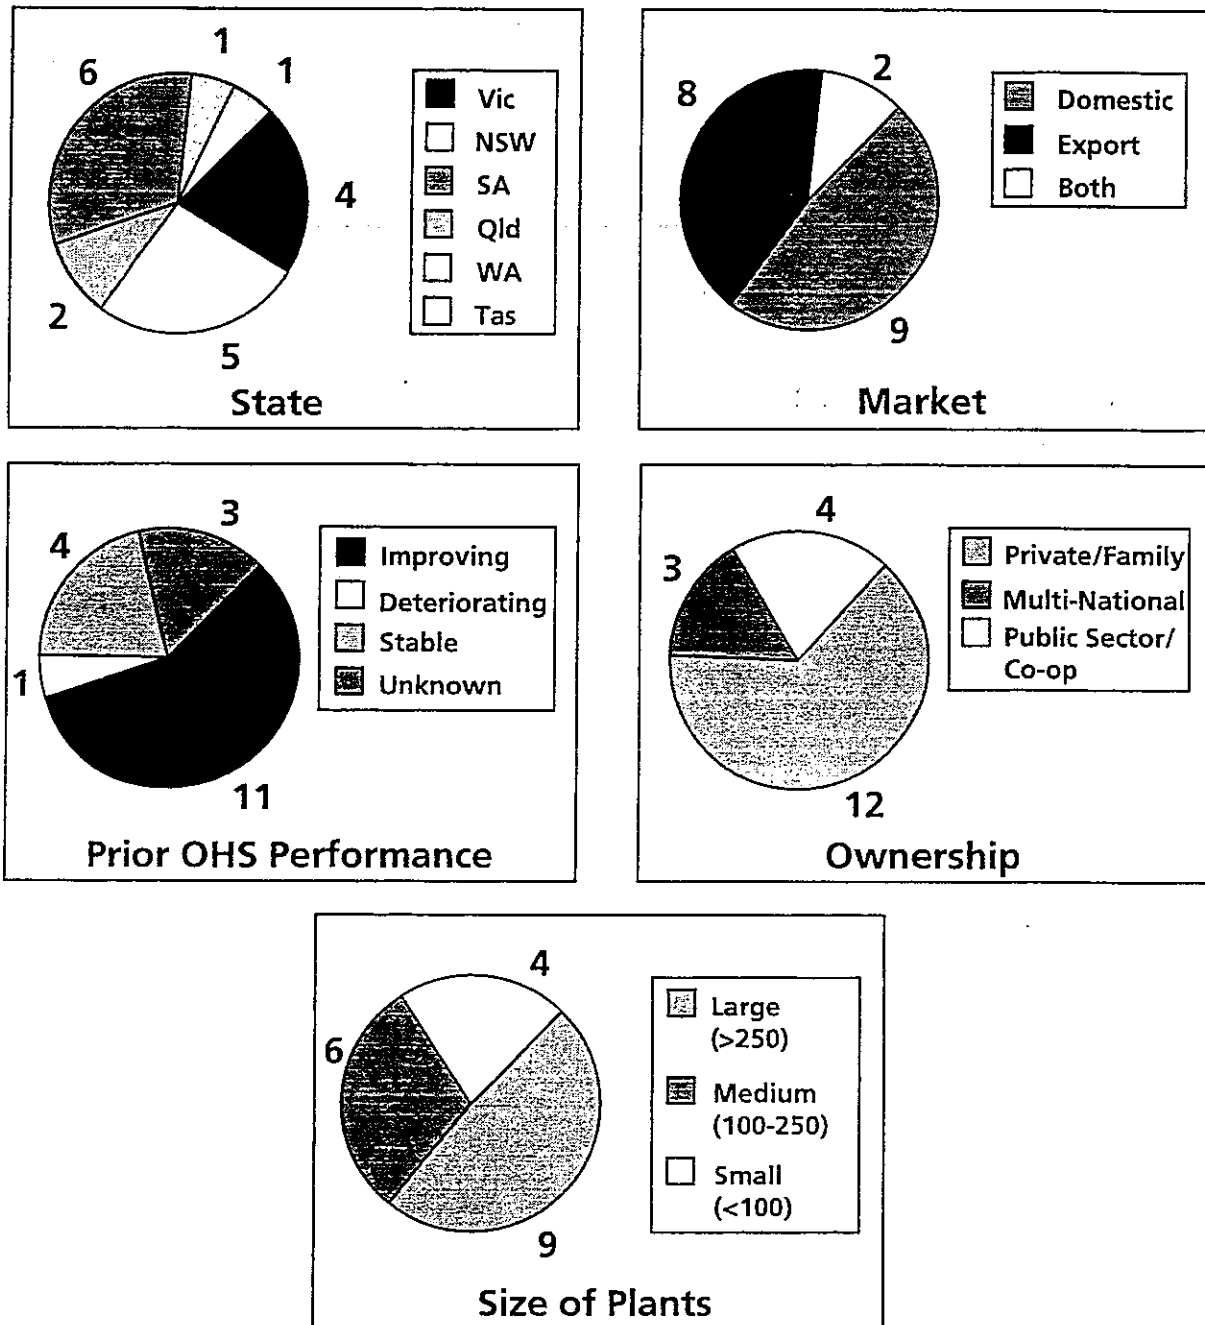 1
1
6
4
2
5
Vic
NSW
SA
Qld
WA
Tas
State
2
8
9
Domestic
Export
Both
Market
3
4
1
11
Improving
Deteriorating
Stable
Unknown
Prior OHS Performance
4
3
12
Private/Family
Multi-National
Public Sector/
Co-op
Ownership
4
6
9
Large
(>250)
Medium
(100-250)
Small
(<100)
Size of Plants